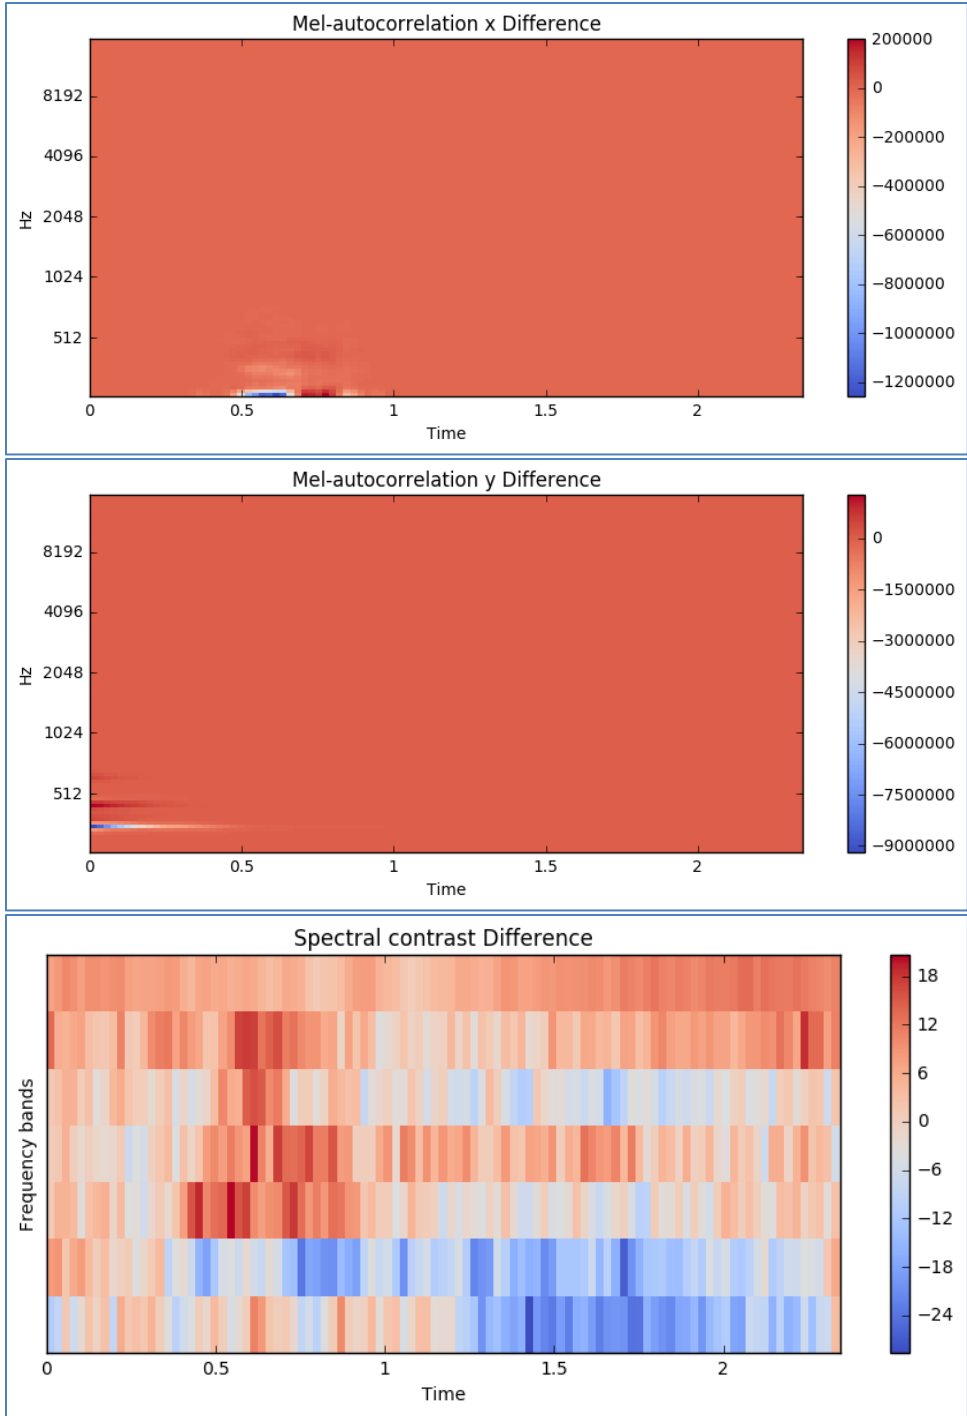 Mel-autocorrelation x Difference
200000
8192
0
−200000
4096
−400000
Hz
2048
−600000
1024
−800000
512
−1000000
−1200000
0 0.5 1 1.5 2
Time
Mel-autocorrelation y Difference
8192
0
−1500000
4096
−3000000
Hz
2048
−4500000
1024
−6000000
512
−7500000
−9000000
0 0.5 1 1.5 2
Time
Spectral contrast Difference
18
12
6
Frequency bands
0
−6
−12
−18
−24
0 0.5 1 1.5 2
Time